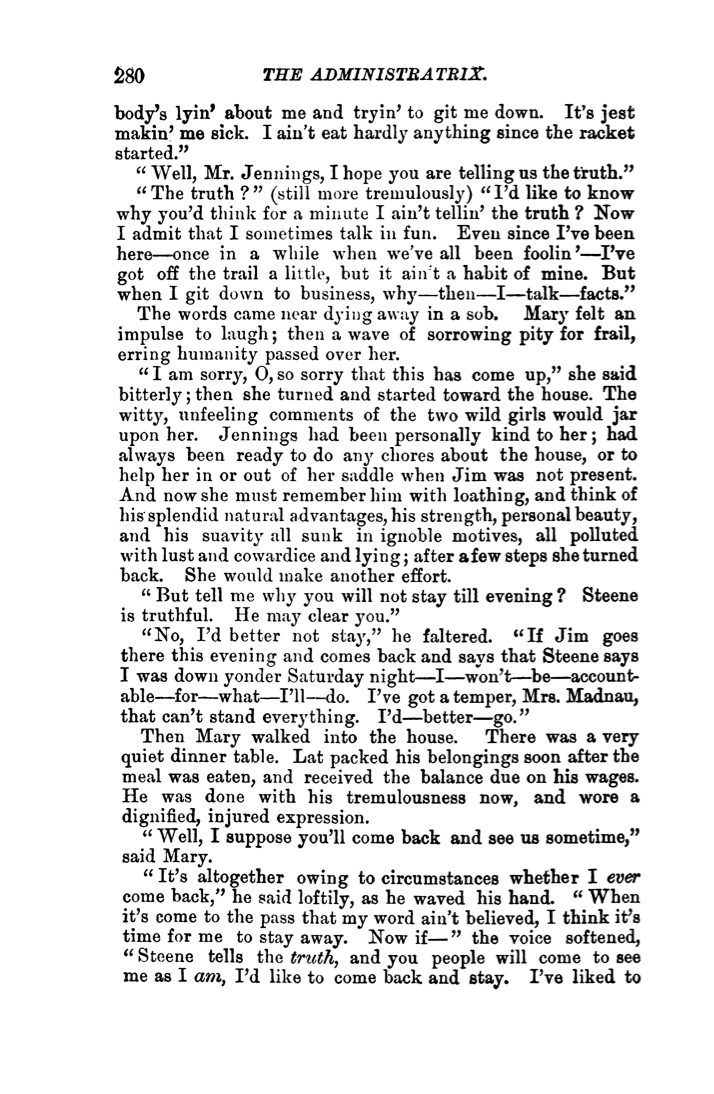 280 THE ADMINISTRATRIX.
body's lyin' about me and tryin' to git me down. It's jest
makin' me sick. I ain't eat hardly anything since the racket
started."
"Well, Mr. Jennings, I hope you are telling us the truth."
"The truth?" (still more tremulously) "I'd like to know
why you'd think for a minute I ain't tellin' the truth? Now
I admit that I sometimes talk in fun. Even since I've been
here—once in a while when we've all been foolin'—I've
got off the trail a little, but it ain't a habit of mine. But
when I git down to business, why—then—I—talk—facts."
The words came near dying away in a sob. Mary felt an
impulse to laugh; then a wave of sorrowing pity for frail,
erring humanity passed over her.
"I am sorry, O, so sorry that this has come up," she said
bitterly; then she turned and started toward the house. The
witty, unfeeling comments of the two wild girls would jar
upon her. Jennings had been personally kind to her; had
always been ready to do any chores about the house, or to
help her in or out of her saddle when Jim was not present.
And now she must remember him with loathing, and think of
his splendid natural advantages, his strength, personal beauty,
and his suavity all sunk in ignoble motives, all polluted
with lust and cowardice and lying; after a few steps she turned
back. She would make another effort.
"But tell me why you will not stay till evening? Steene
is truthful. He may clear you."
"No, I'd better not stay," he faltered. "If Jim goes
there this evening and comes back and says that Steene says
I was down yonder Saturday night—I—won't—be—account-
able—for—what—I'll—do. I've got a temper, Mrs. Madnau,
that can't stand everything. I'd—better—go."
Then Mary walked into the house. There was a very
quiet dinner table. Lat packed his belongings soon after the
meal was eaten, and received the balance due on his wages.
He was done with his tremulousness now, and wore a
dignified, injured expression.
"Well, I suppose you'll come back and see us sometime,"
said Mary.
"It's altogether owing to circumstances whether I ever
come back," he said loftily, as he waved his hand. "When
it's come to the pass that my word ain't believed, I think it's
time for me to stay away. Now if—" the voice softened,
"Steene tells the truth, and you people will come to see
me as I am, I'd like to come back and stay. I've liked to